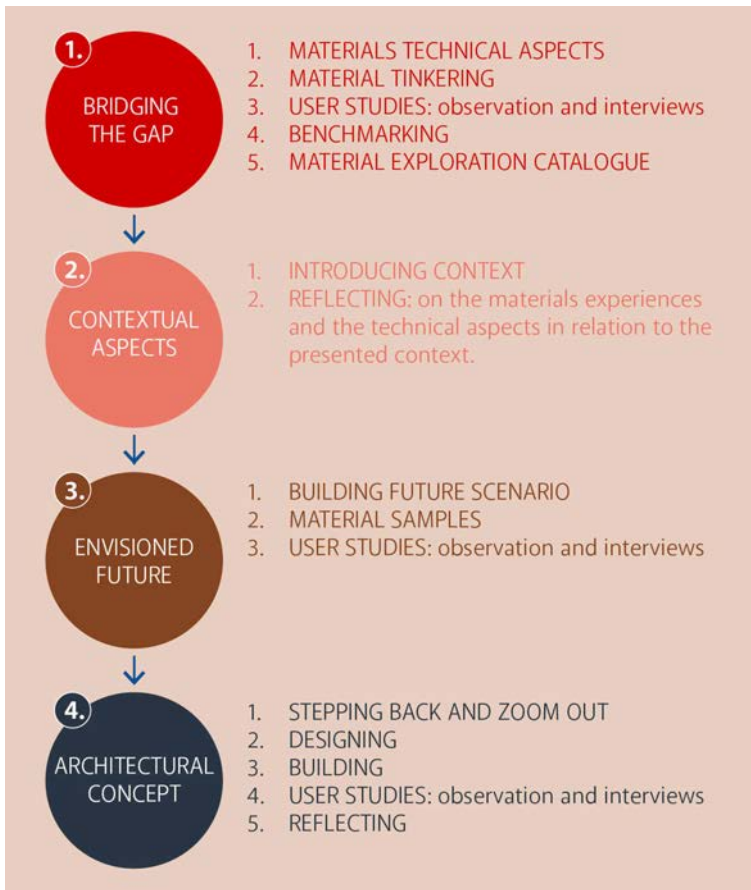 1.
BRIDGING
THE GAP
1. MATERIALS TECHNICAL ASPECTS
2. MATERIAL TINKERING
3. USER STUDIES: observation and interviews
4. BENCHMARKING
5. MATERIAL EXPLORATION CATALOGUE
2.
CONTEXTUAL
ASPECTS
1. INTRODUCING CONTEXT
2. REFLECTING: on the materials experiences
and the technical aspects in relation to the
presented context.
3.
ENVISIONED
FUTURE
1. BUILDING FUTURE SCENARIO
2. MATERIAL SAMPLES
3. USER STUDIES: observation and interviews
4.
ARCHITECTURAL
CONCEPT
1. STEPPING BACK AND ZOOM OUT
2. DESIGNING
3. BUILDING
4. USER STUDIES: observation and interviews
5. REFLECTING